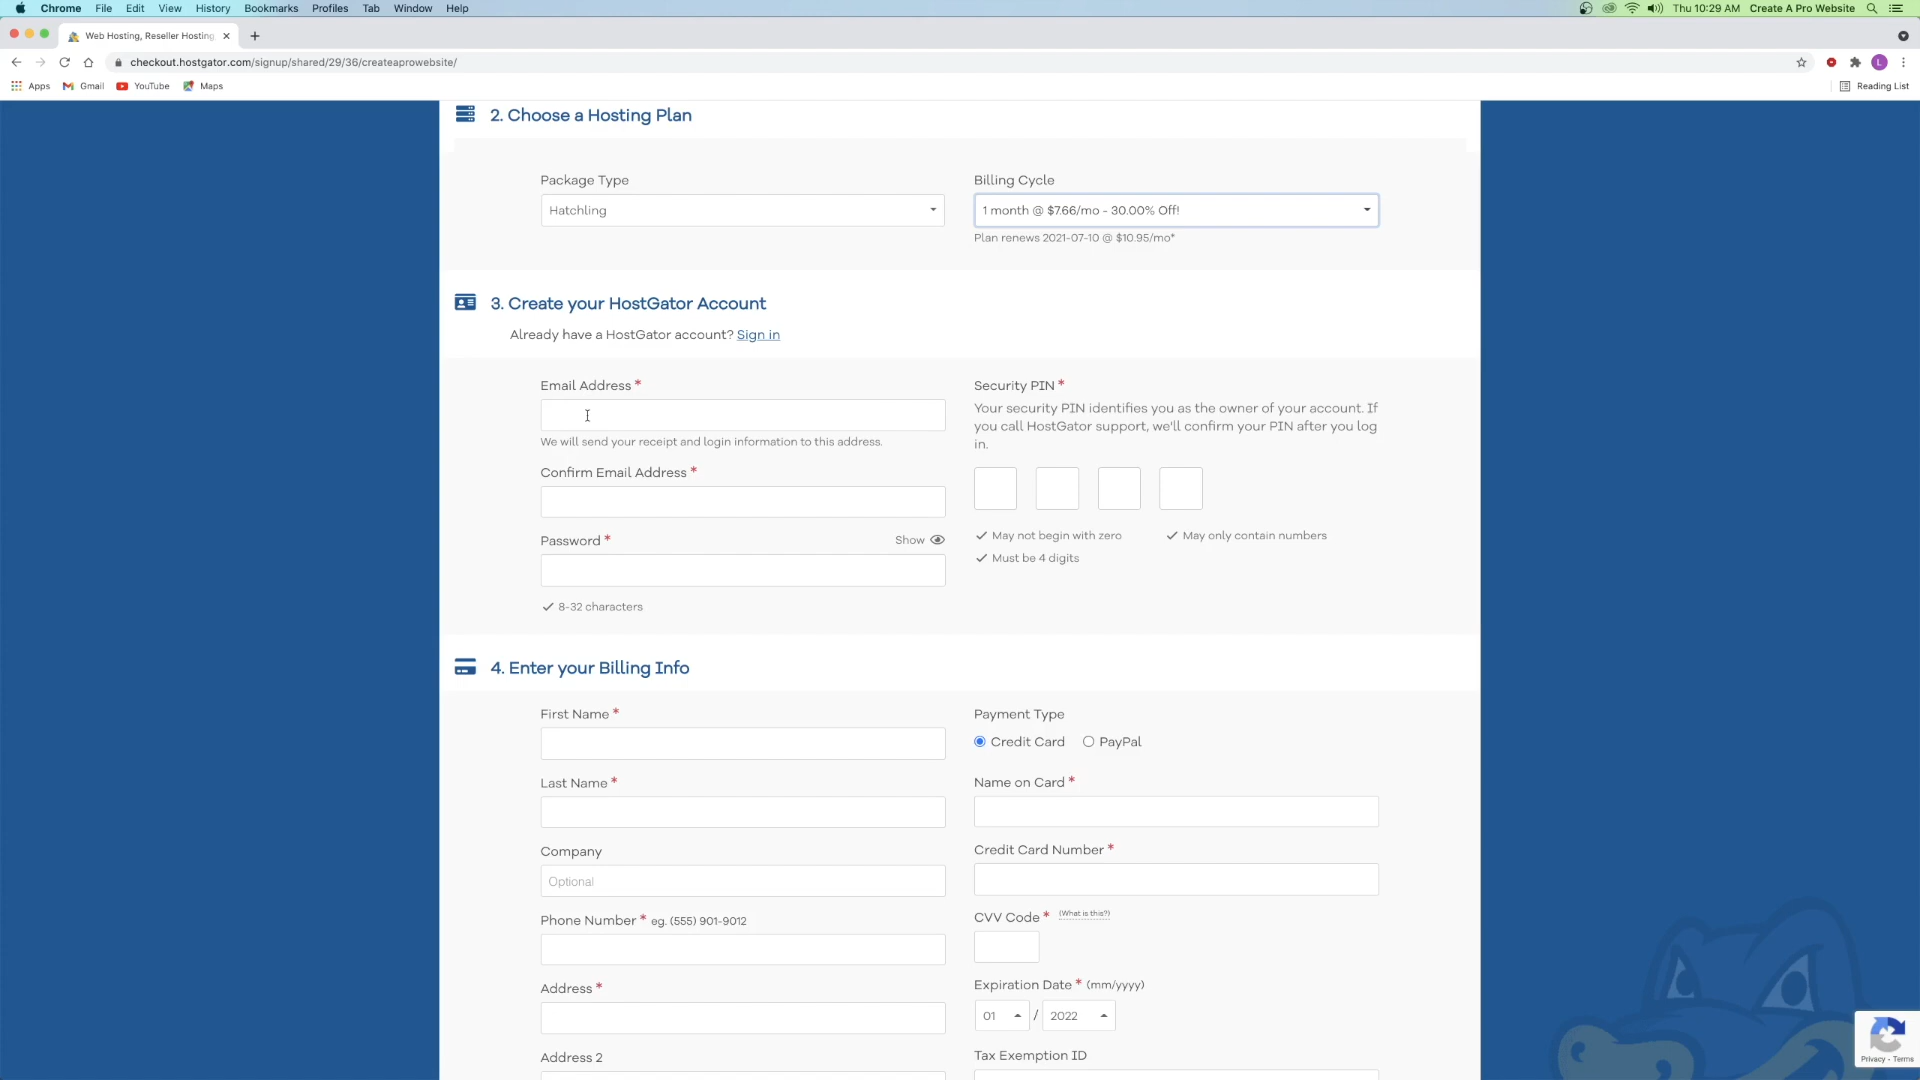 Chrome File Edit View History Bookmarks Profiles Tab Window Help Thu 10:29 AM Create A Pro Website
Web Hosting, Reseller Hosting
checkout.hostgator.com/signup/shared/29/36/createaprowebsite/
Apps Gmail YouTube Maps Reading List
2. Choose a Hosting Plan
Package Type Billing Cycle
Hatchling 1 month @ $7.66/mo - 30.00% Off!
Plan renews 2021-07-10 @ $10.95/mo*
3. Create your HostGator Account
Already have a HostGator account? Sign in
Email Address * Security PIN *
Your security PIN identifies you as the owner of your account. If
you call HostGator support, we'll confirm your PIN after you log
in.
We will send your receipt and login information to this address.
Confirm Email Address *
Password * Show
May not begin with zero May only contain numbers
Must be 4 digits
8-32 characters
4. Enter your Billing Info
First Name * Payment Type
Credit Card PayPal
Last Name * Name on Card *
Company Credit Card Number *
Optional
Phone Number * eg. (555) 901-9012 CVV Code * (What is this?)
Address * Expiration Date * (mm/yyyy)
01 / 2022
Address 2 Tax Exemption ID
Privacy - Terms
L